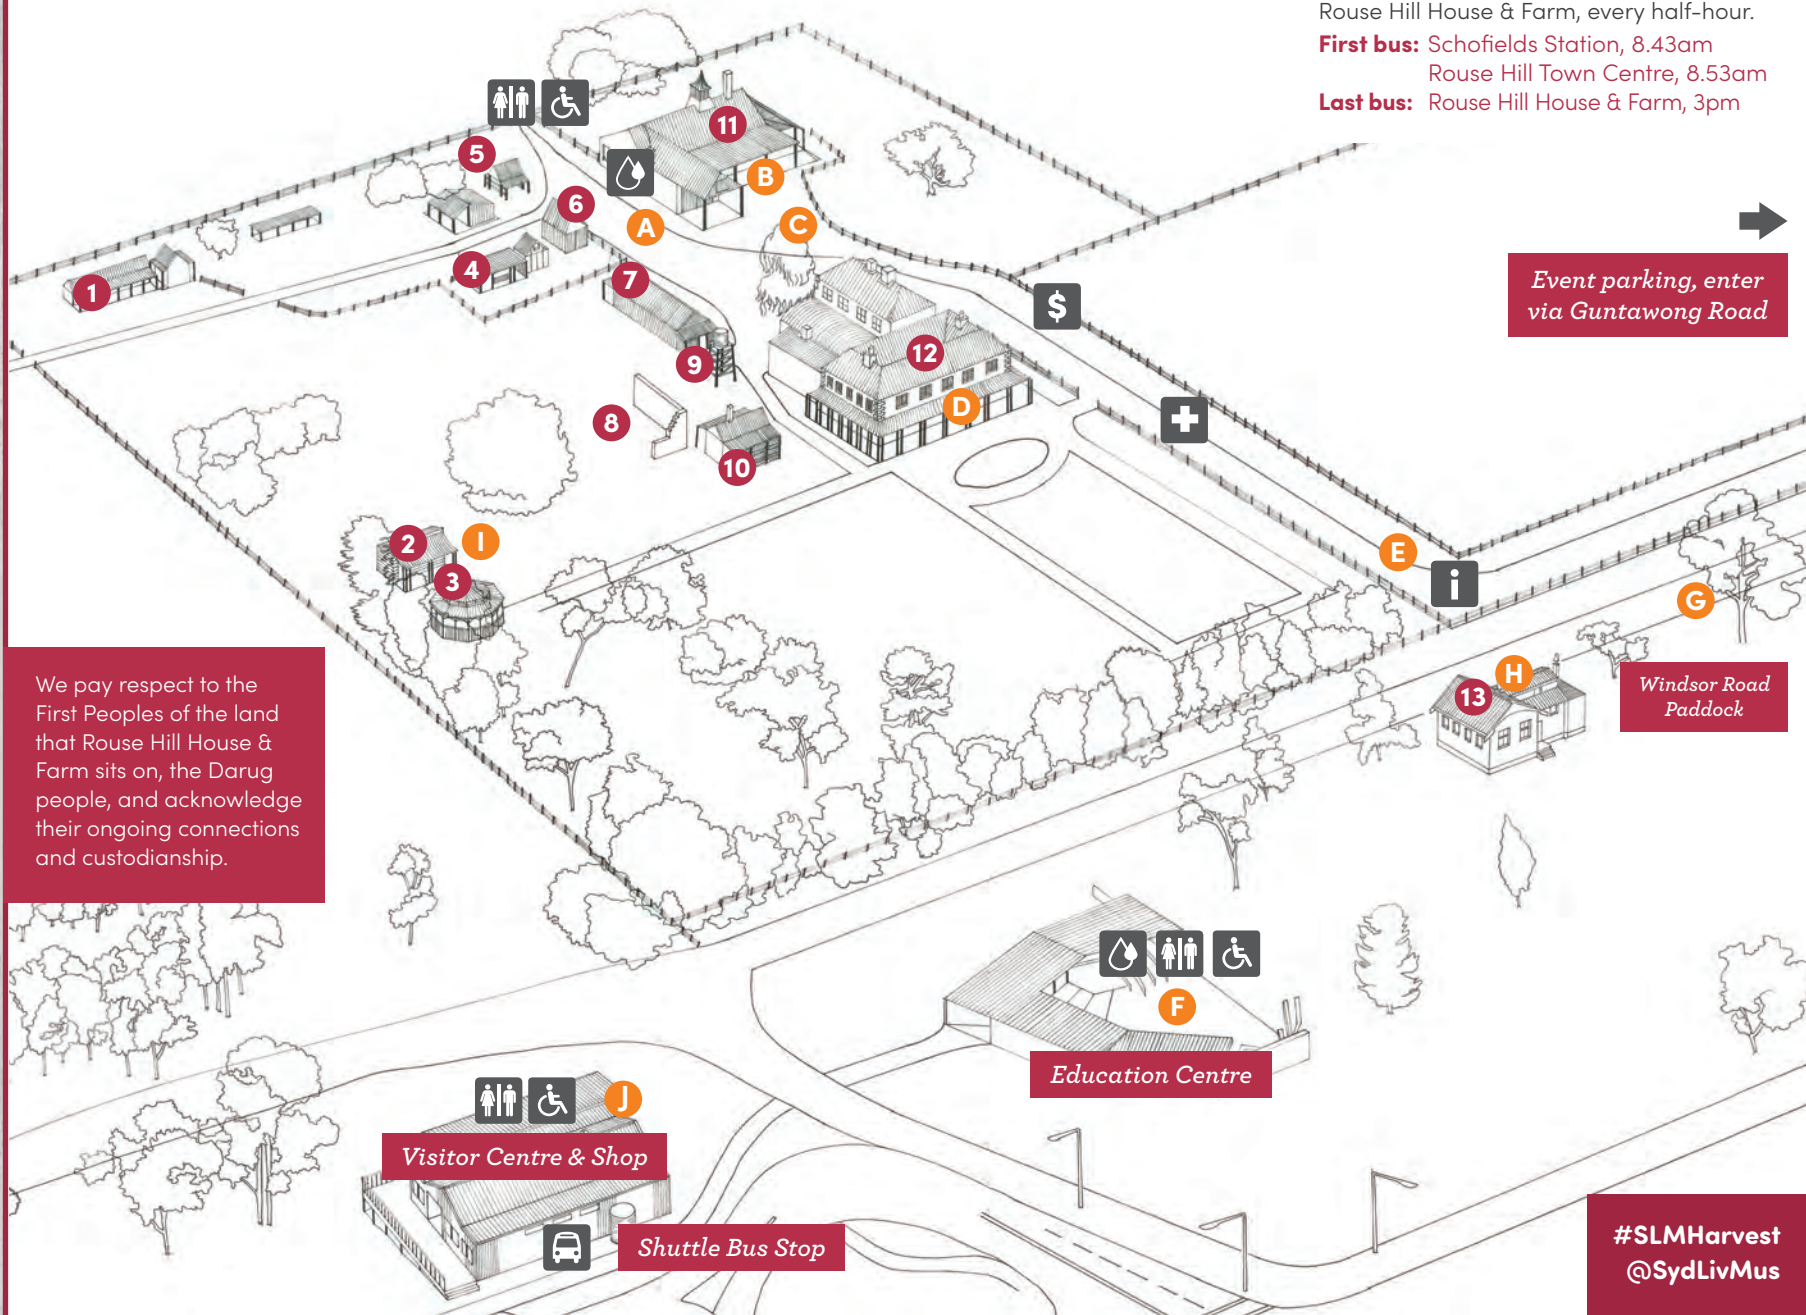 Rouse Hill House & Farm, every half-hour.
First bus: Schofields Station, 8.43am
Rouse Hill Town Centre, 8.53am
Last bus: Rouse Hill House & Farm, 3pm
11
5
B
6
A
C
Event parking, enter
via Guntawong Road
4
7
1
$
12
9
D
8
10
2
I
3
E
i
G
H
13
Windsor Road
Paddock
We pay respect to the
First Peoples of the land
that Rouse Hill House &
Farm sits on, the Darug
people, and acknowledge
their ongoing connections
and custodianship.
F
Education Centre
J
Visitor Centre & Shop
Shuttle Bus Stop
#SLMHarvest
@SydLivMus